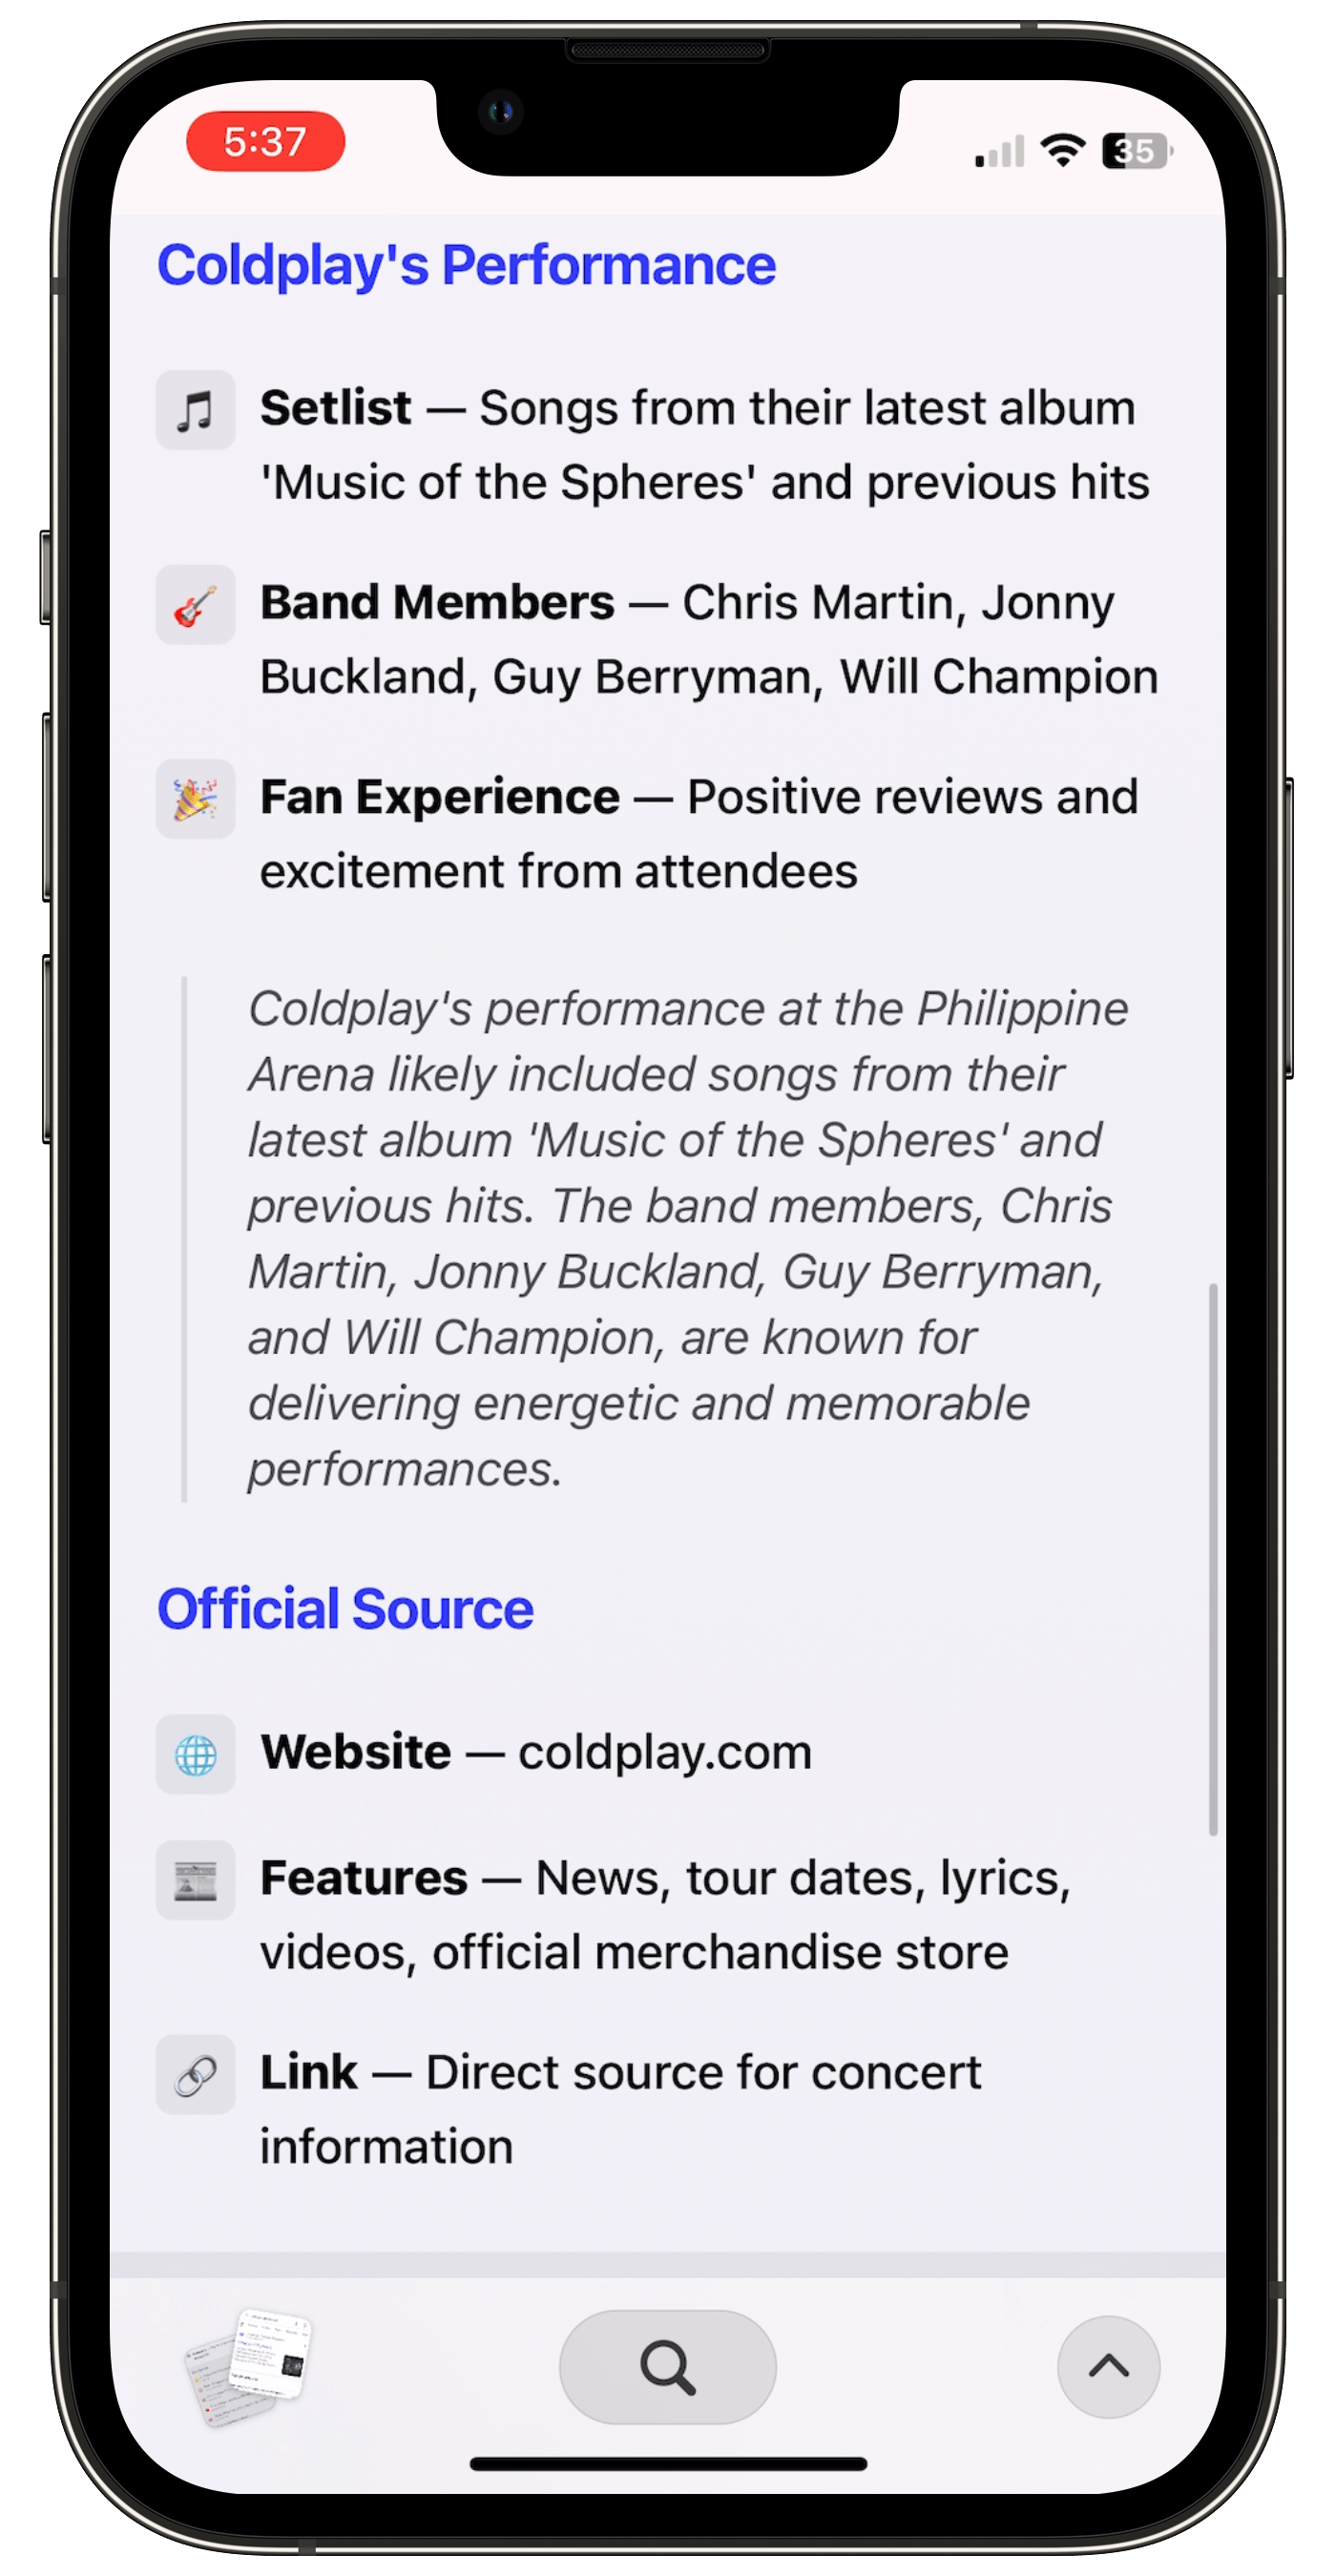 5:37
35
Coldplay's Performance
Setlist — Songs from their latest album
'Music of the Spheres' and previous hits
Band Members — Chris Martin, Jonny
Buckland, Guy Berryman, Will Champion
Fan Experience — Positive reviews and
excitement from attendees
Coldplay's performance at the Philippine
Arena likely included songs from their
latest album 'Music of the Spheres' and
previous hits. The band members, Chris
Martin, Jonny Buckland, Guy Berryman,
and Will Champion, are known for
delivering energetic and memorable
performances.
Official Source
Website — coldplay.com
Features — News, tour dates, lyrics,
videos, official merchandise store
Link — Direct source for concert
information